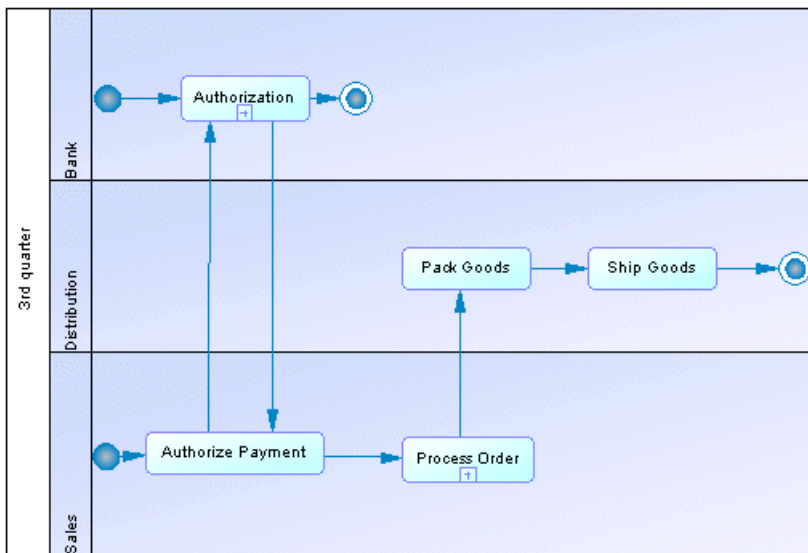 3rd quarter
Bank
Authorization
Distribution
Pack Goods
Ship Goods
Sales
Authorize Payment
Process Order